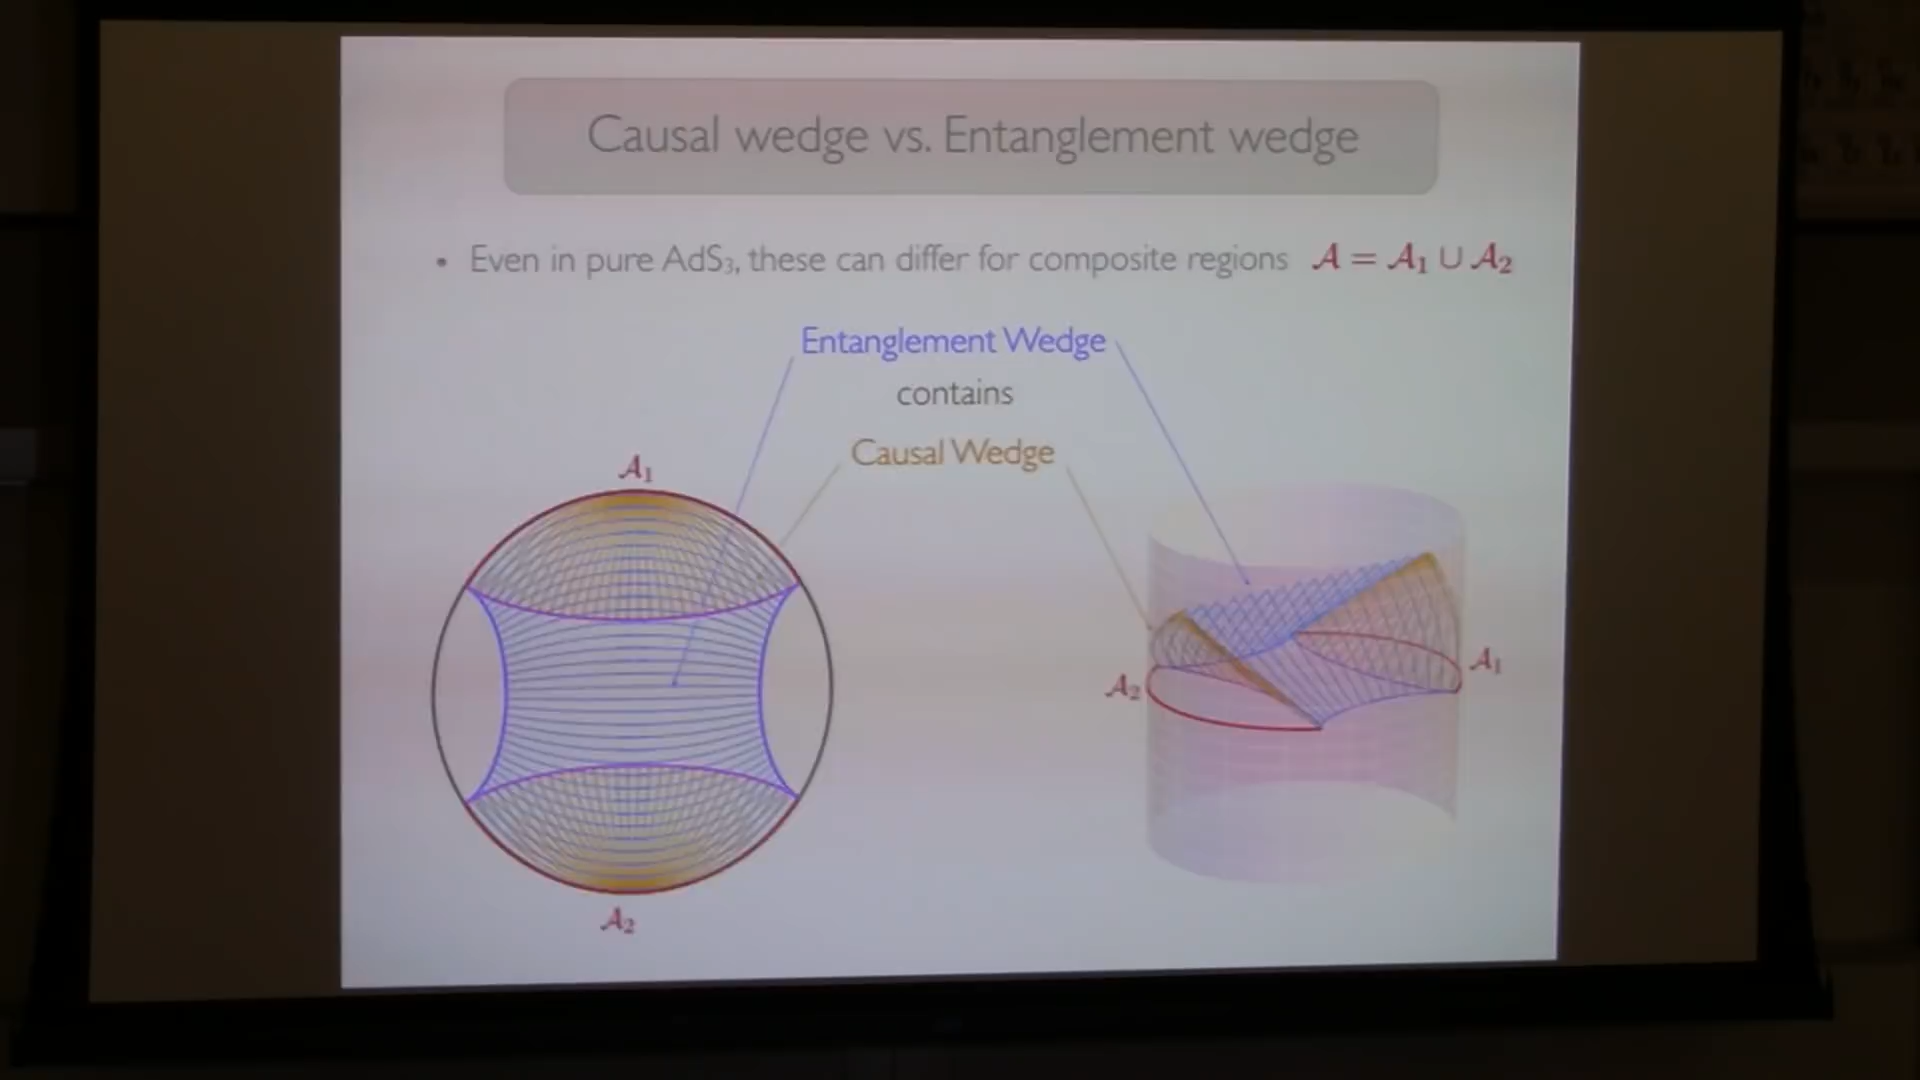 Causal wedge vs. Entanglement wedge
• Even in pure AdS₃, these can differ for composite regions 𝒜 = 𝒜₁ ∪ 𝒜₂
Entanglement Wedge
contains
Causal Wedge
𝒜₁
𝒜₂
𝒜₁
𝒜₂